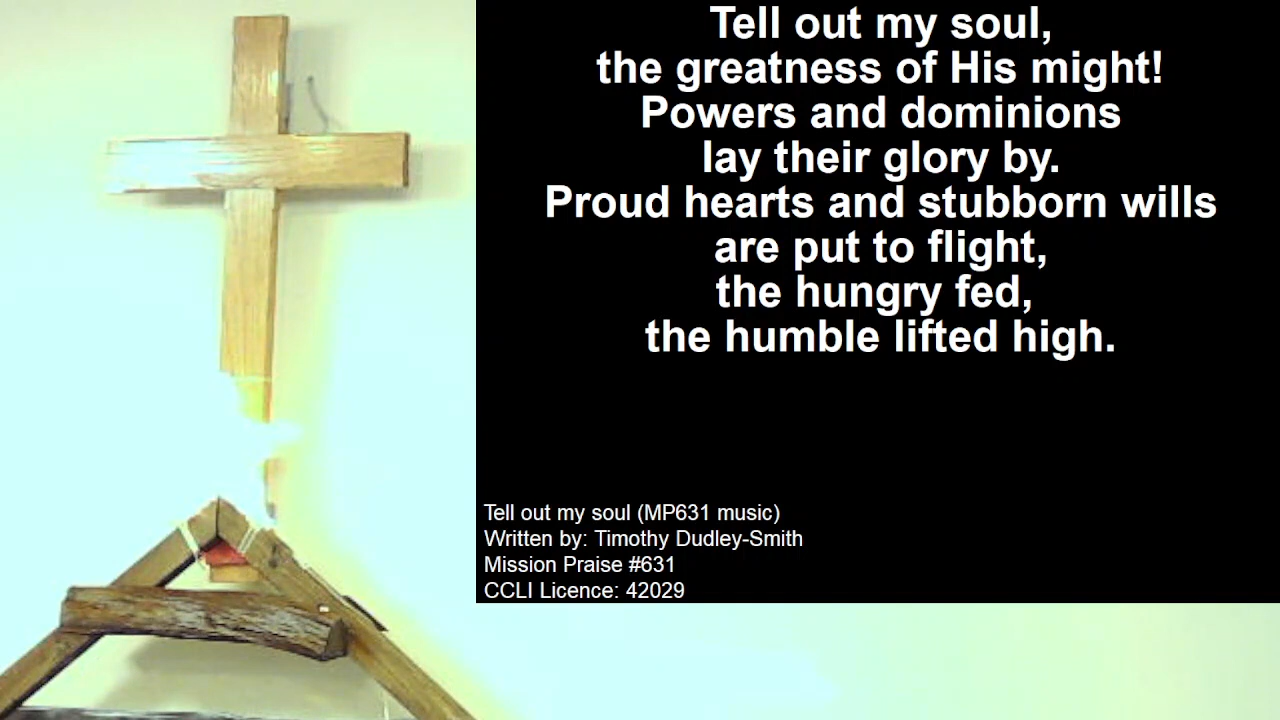 Tell out my soul,
the greatness of His might!
Powers and dominions
lay their glory by.
Proud hearts and stubborn wills
are put to flight,
the hungry fed,
the humble lifted high.
Tell out my soul (MP631 music)
Written by: Timothy Dudley-Smith
Mission Praise #631
CCLI Licence: 42029